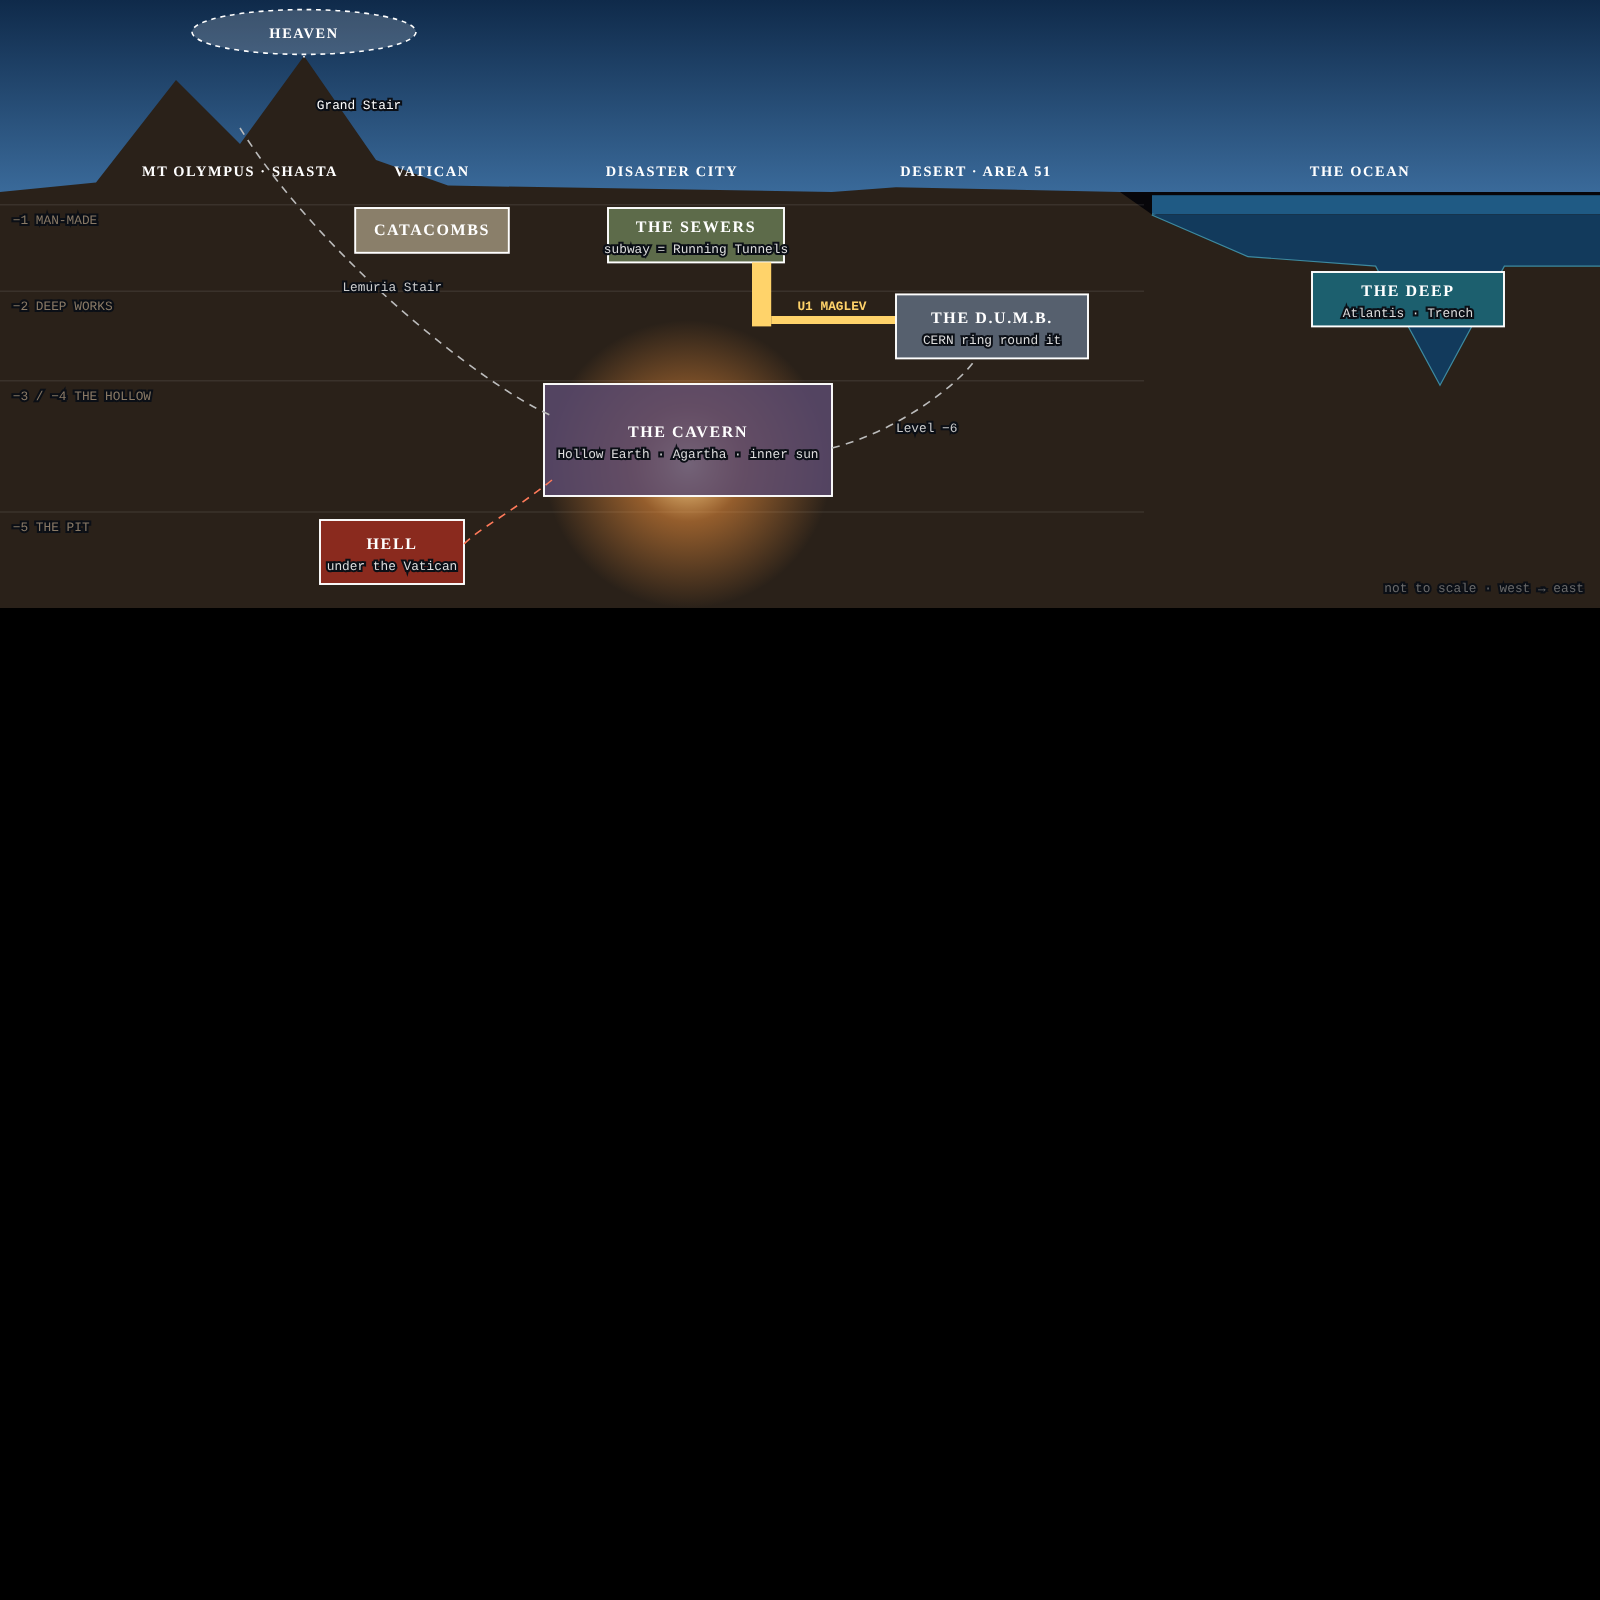 HEAVEN
Grand Stair
MT OLYMPUS · SHASTA
VATICAN
DISASTER CITY
DESERT · AREA 51
THE OCEAN
−1 MAN-MADE
CATACOMBS
THE SEWERS
subway = Running Tunnels
Lemuria Stair
−2 DEEP WORKS
U1 MAGLEV
THE D.U.M.B.
CERN ring round it
THE DEEP
Atlantis · Trench
−3 / −4 THE HOLLOW
THE CAVERN
Hollow Earth · Agartha · inner sun
Level −6
−5 THE PIT
HELL
under the Vatican
not to scale · west → east